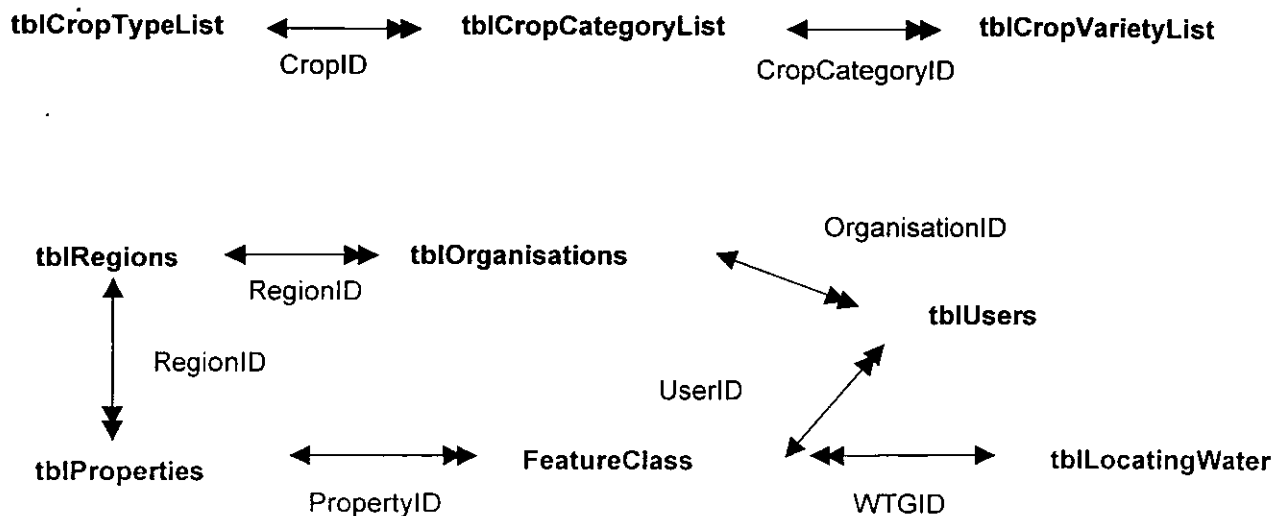 tblCropTypeList tblCropCategoryList tblCropVarietyList
CropID CropCategoryID
OrganisationID
tblRegions tblOrganisations
RegionID
tblUsers
RegionID
UserID
tblProperties FeatureClass tblLocatingWater
PropertyID WTGID